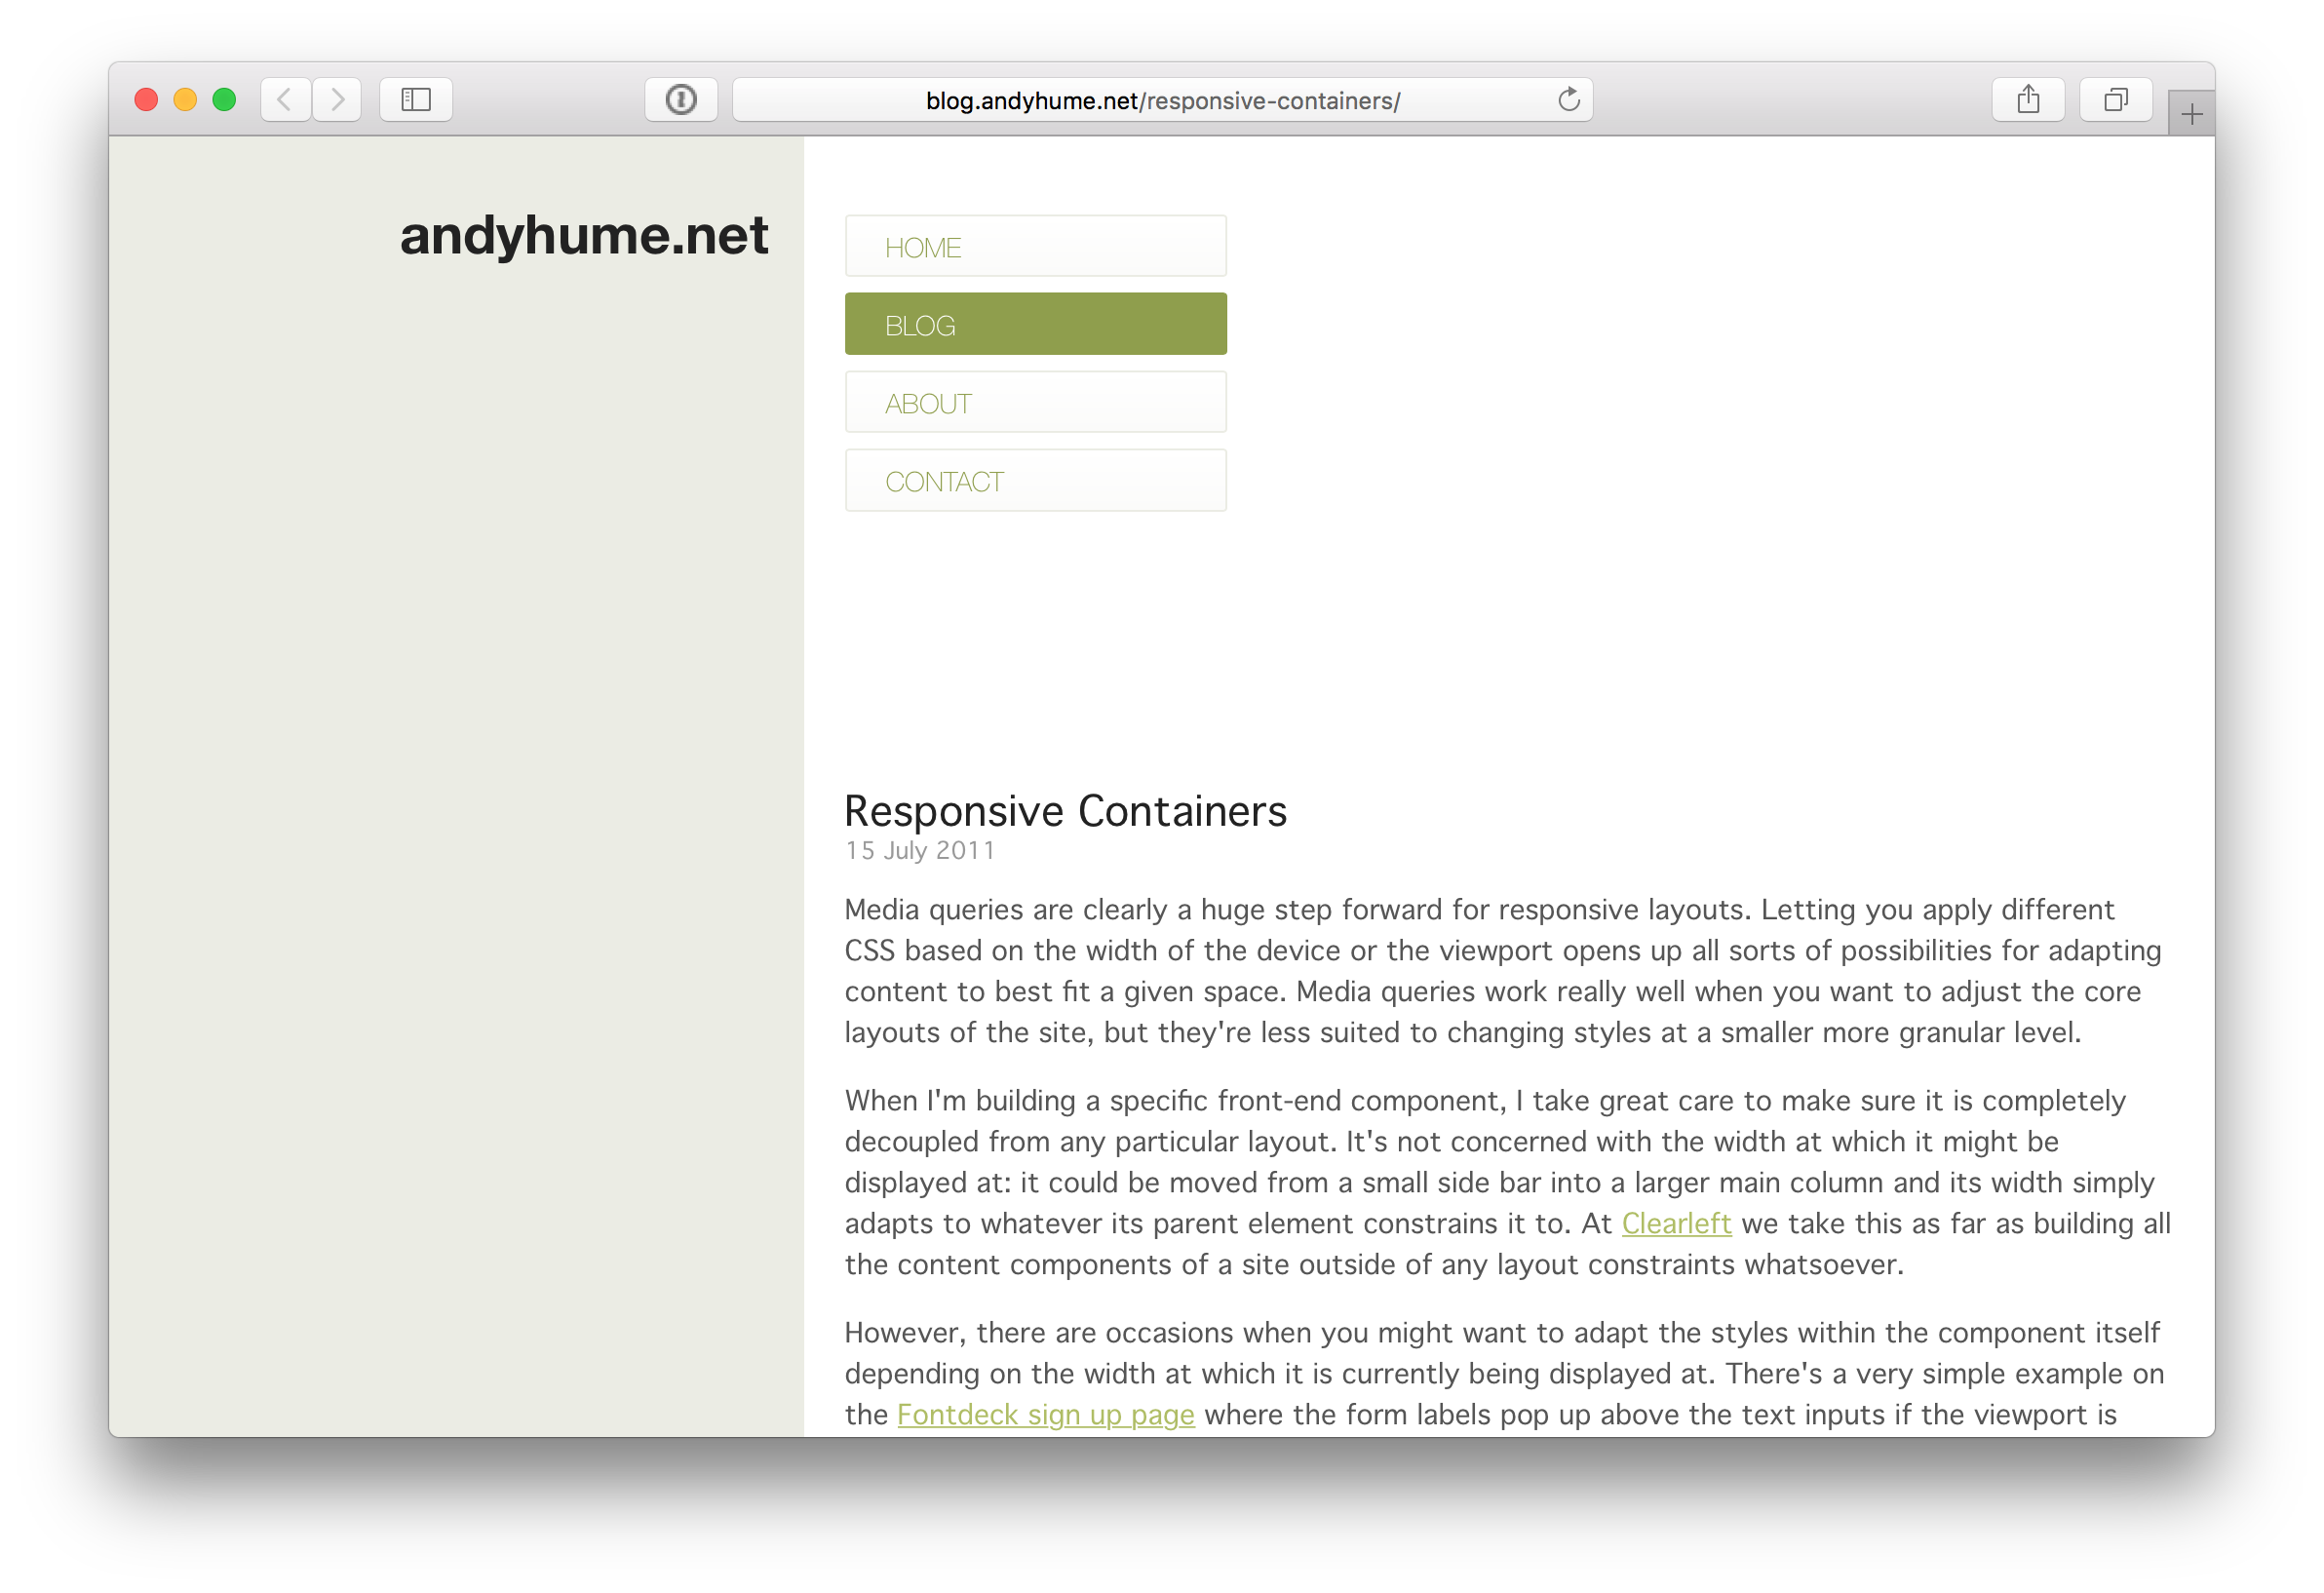 blog.andyhume.net/responsive-containers/
andyhume.net
HOME
BLOG
ABOUT
CONTACT
Responsive Containers
15 July 2011
Media queries are clearly a huge step forward for responsive layouts. Letting you apply different
CSS based on the width of the device or the viewport opens up all sorts of possibilities for adapting
content to best fit a given space. Media queries work really well when you want to adjust the core
layouts of the site, but they're less suited to changing styles at a smaller more granular level.
When I'm building a specific front-end component, I take great care to make sure it is completely
decoupled from any particular layout. It's not concerned with the width at which it might be
displayed at: it could be moved from a small side bar into a larger main column and its width simply
adapts to whatever its parent element constrains it to. At Clearleft we take this as far as building all
the content components of a site outside of any layout constraints whatsoever.
However, there are occasions when you might want to adapt the styles within the component itself
depending on the width at which it is currently being displayed at. There's a very simple example on
the Fontdeck sign up page where the form labels pop up above the text inputs if the viewport is